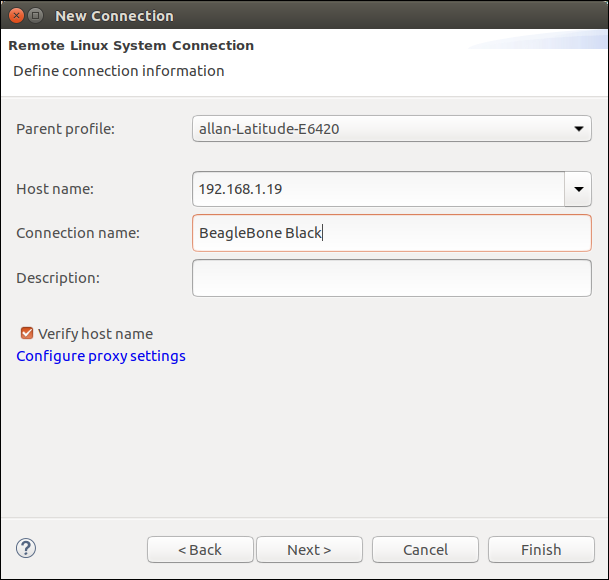 New Connection
Remote Linux System Connection
Define connection information
Parent profile: allan-Latitude-E6420
Host name: 192.168.1.19
Connection name: BeagleBone Black
Description:
Verify host name
Configure proxy settings
? < Back Next > Cancel Finish